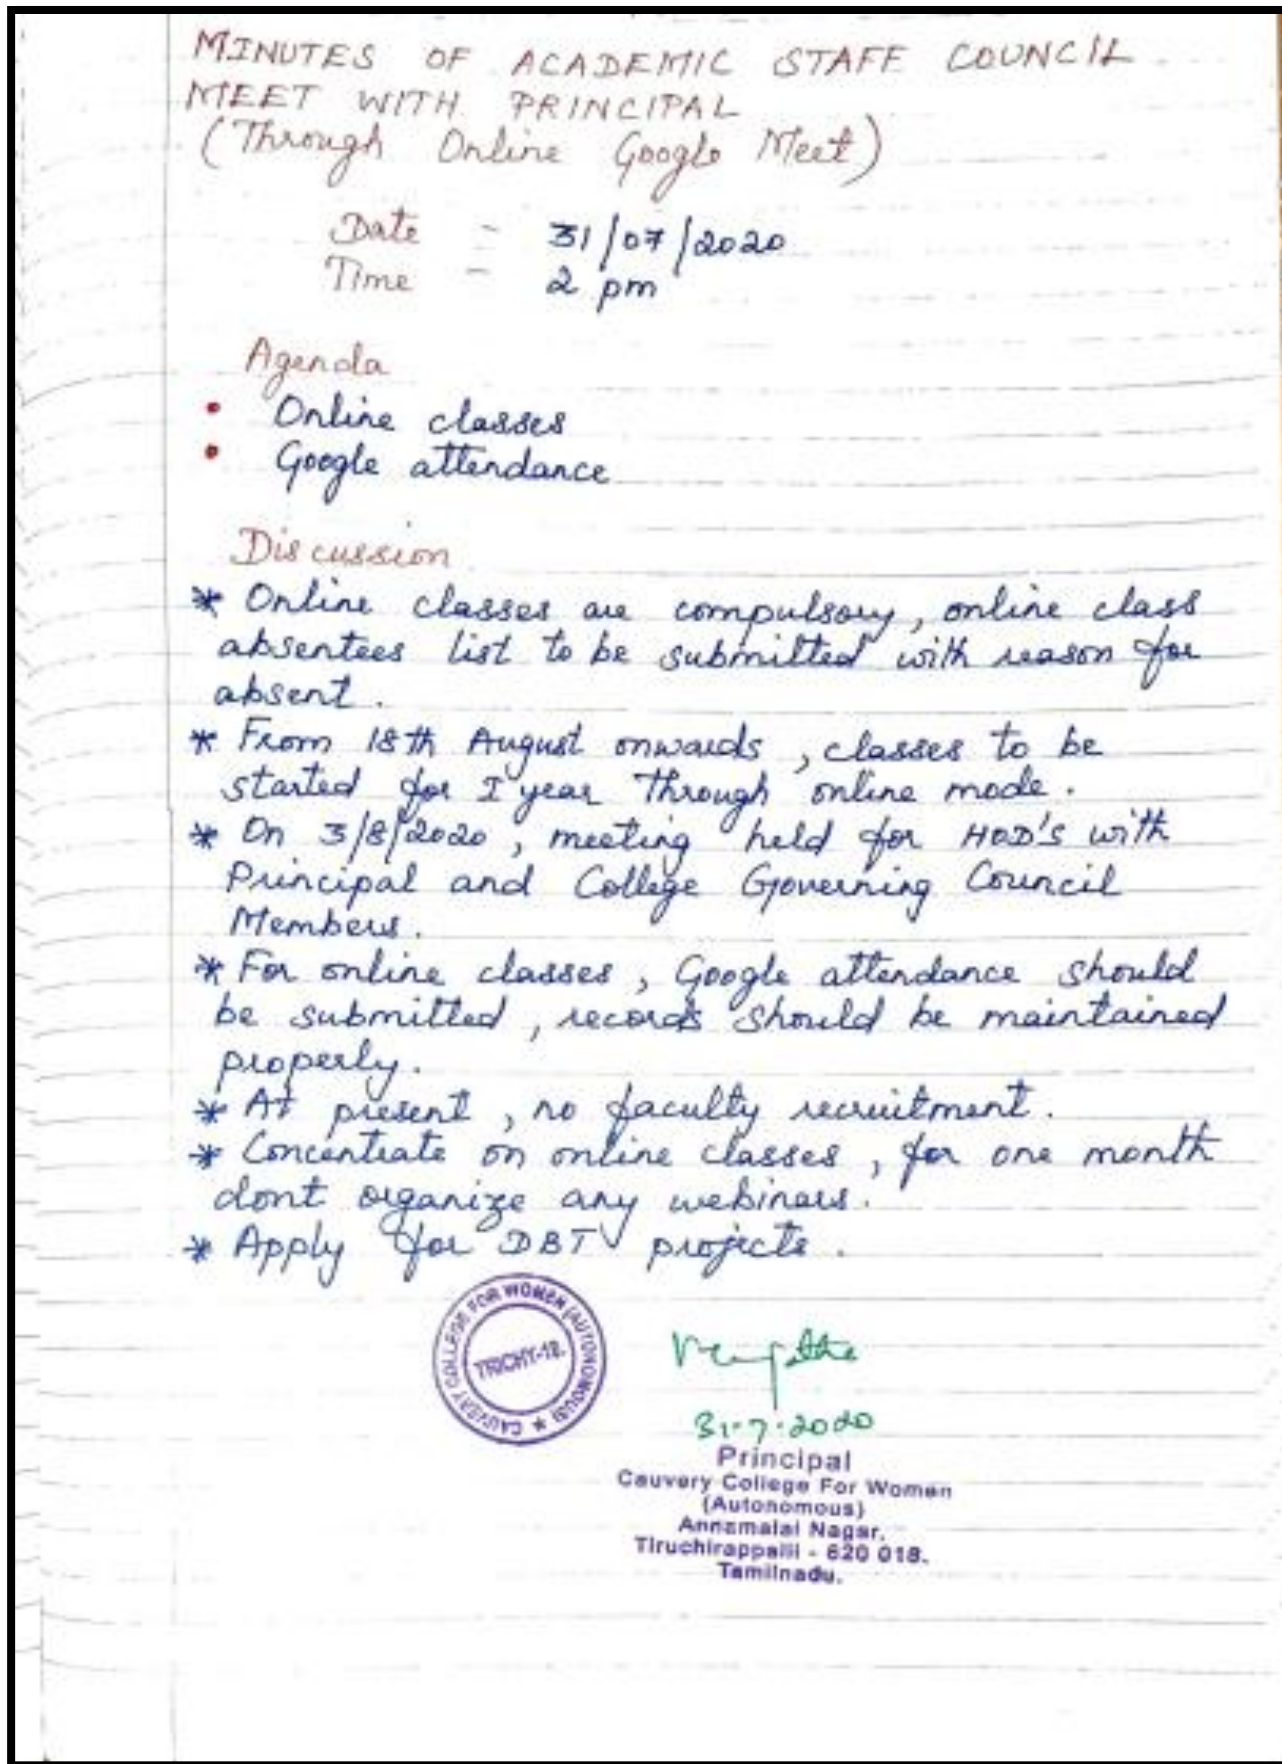 MINUTES OF ACADEMIC STAFF COUNCIL
MEET WITH PRINCIPAL
(Through Online Google Meet)
Date - 31/07/2020
Time - 2 pm
Agenda
• Online classes
• Google attendance
Discussion
* Online classes are compulsory, online class
absentees list to be submitted with reason for
absent.
* From 18th August onwards, classes to be
started for I year through online mode.
* On 3/8/2020, meeting held for HOD'S with
Principal and College Governing Council
Members.
* For online classes, Google attendance should
be submitted, records should be maintained
properly.
* At present, no faculty recruitment.
* Concentrate on online classes, for one month
dont organize any webinars.
* Apply for DBT projects.
CAUVERY COLLEGE FOR WOMEN (AUTONOMOUS) ★
TRICHY-18.
31-7-2020
Principal
Cauvery College For Women
(Autonomous)
Annamalai Nagar,
Tiruchirappalli - 620 018.
Tamilnadu.